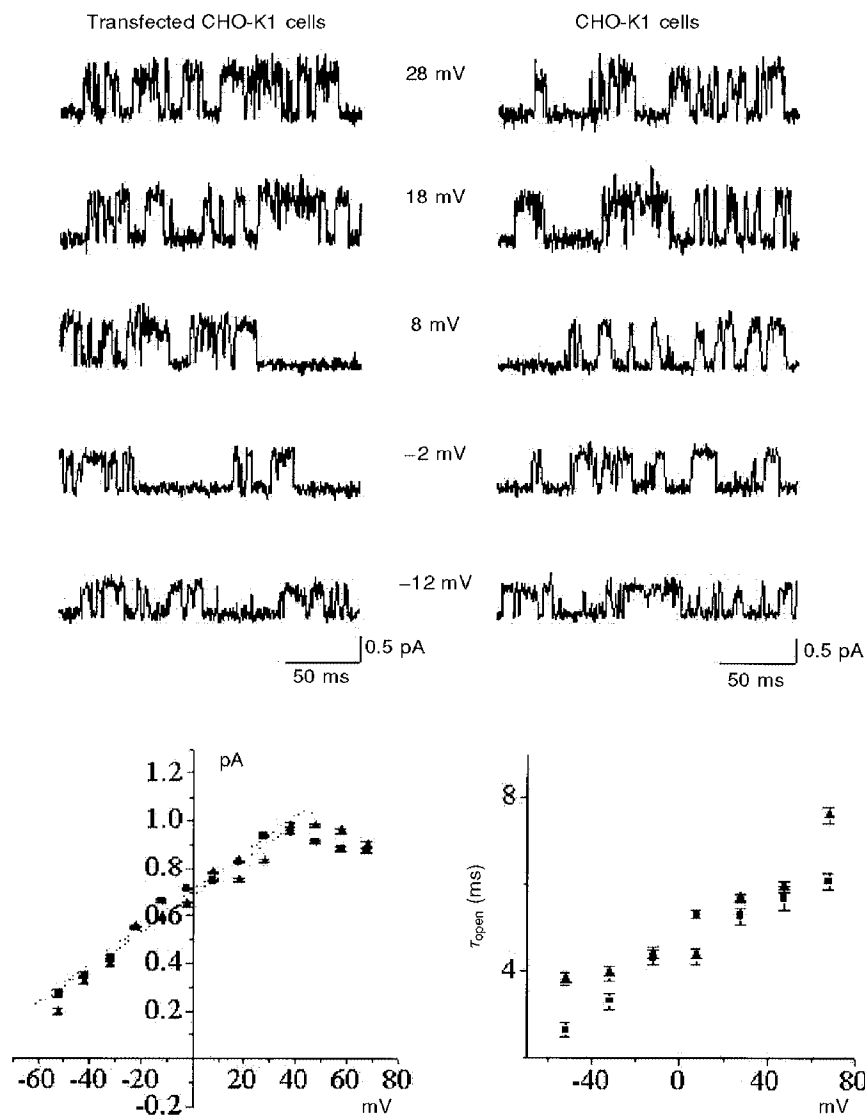 Transfected CHO-K1 cells
CHO-K1 cells
28 mV
18 mV
8 mV
−2 mV
−12 mV
0.5 pA
50 ms
0.5 pA
50 ms
pA
1.2
1.0
0.8
0.6
0.4
0.2
-0.2
-60 -40 -20 20 40 60 80
mV
8
4
τopen (ms)
-40 0 40 80
mV